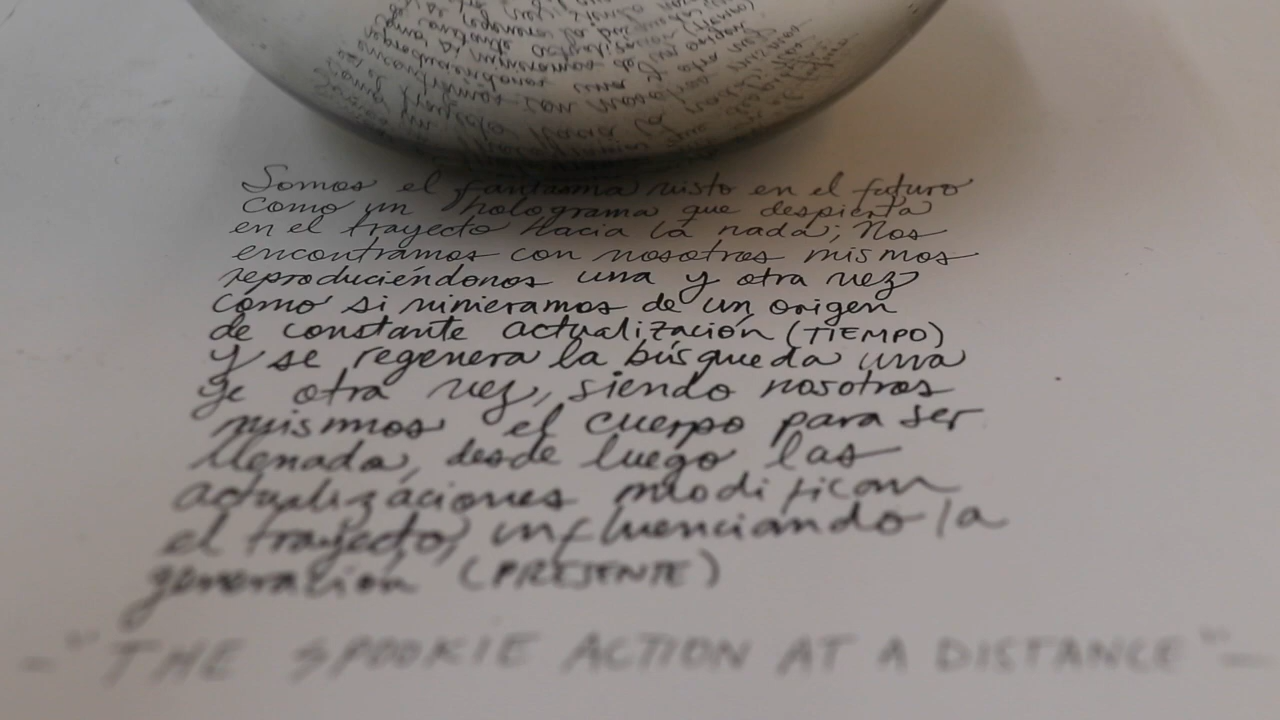 Somos el fantasma visto en el futuro
como un holograma que despierta
en el trayecto hacia la nada; Nos
encontramos con nosotros mismos
reproduciéndonos una y otra vez
como si viniéramos de un origen
de constante actualización (TIEMPO)
y se regenera la búsqueda una
y otra vez, siendo nosotros
mismos el cuerpo para ser
llenada, desde luego las
actualizaciones modifican
el trayecto, influenciando la
generación (PRESENTE)
-"THE SPOOKIE ACTION AT A DISTANCE"-